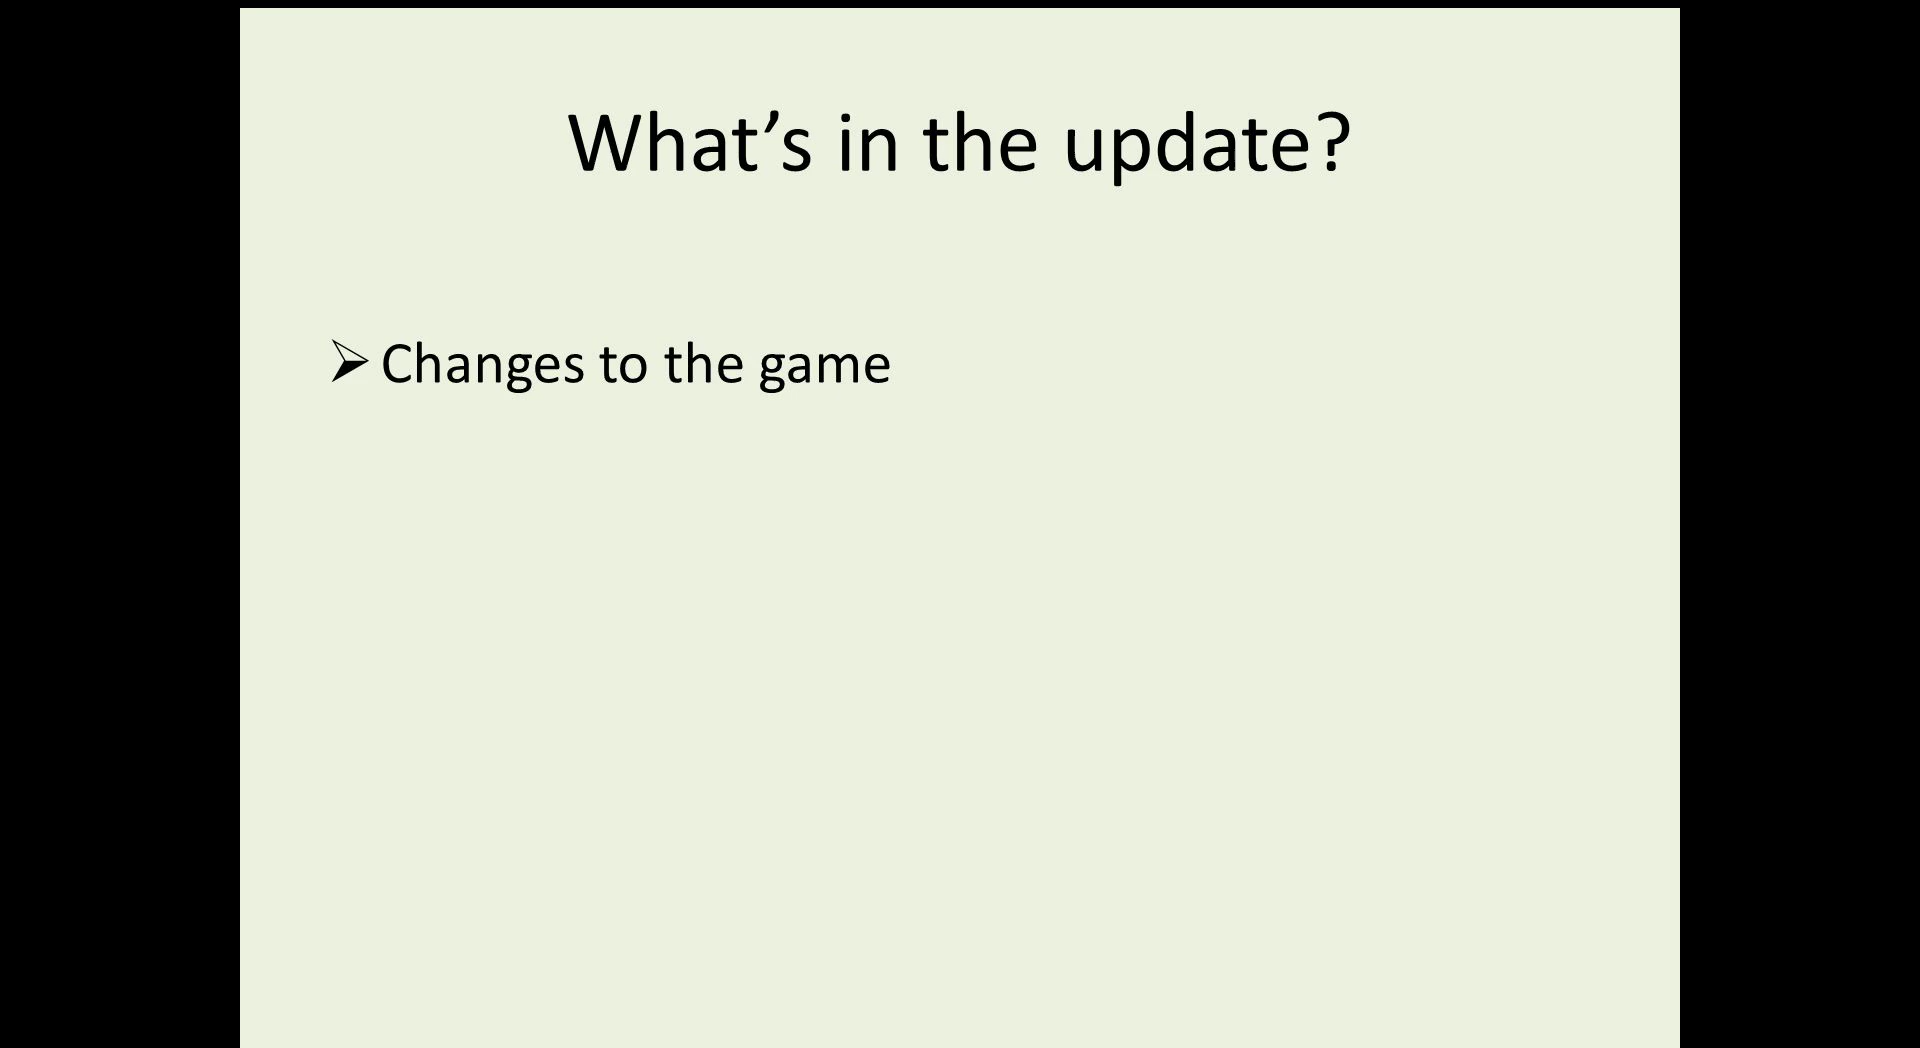 What’s in the update?
➢ Changes to the game